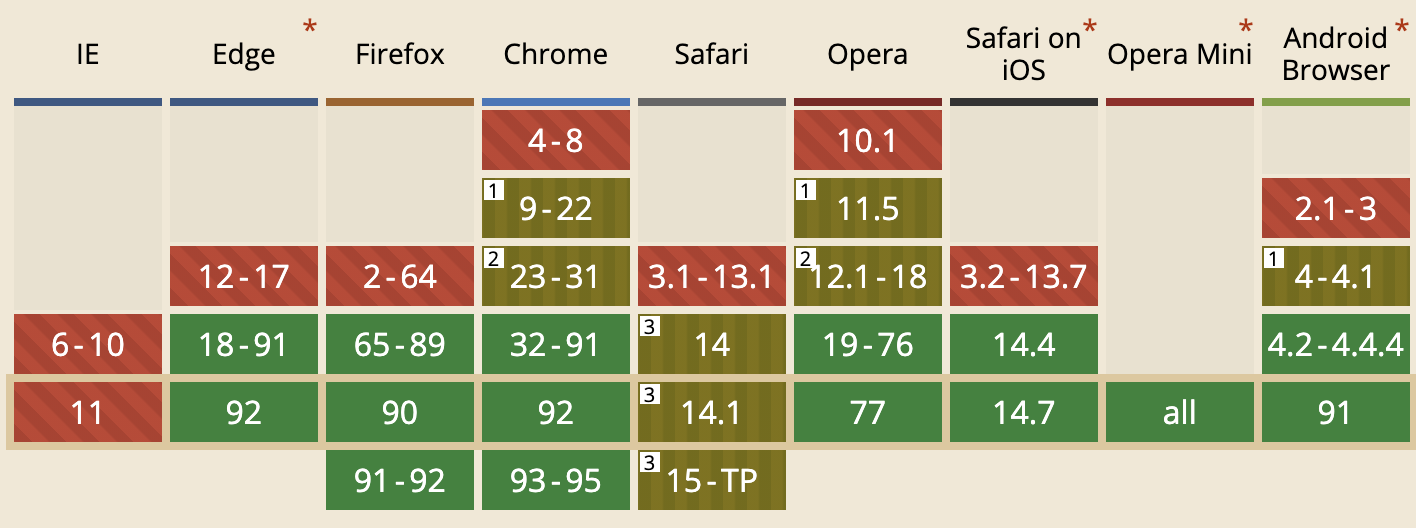 IE Edge * Firefox Chrome Safari Opera Safari on * iOS Opera Mini * Android * Browser
4-8 10.1
1 9-22 1 11.5 2.1-3
12-17 2-64 2 23-31 3.1-13.1 2 12.1-18 3.2-13.7 1 4-4.1
6-10 18-91 65-89 32-91 3 14 19-76 14.4 4.2-4.4.4
11 92 90 92 3 14.1 77 14.7 all 91
91-92 93-95 3 15-TP